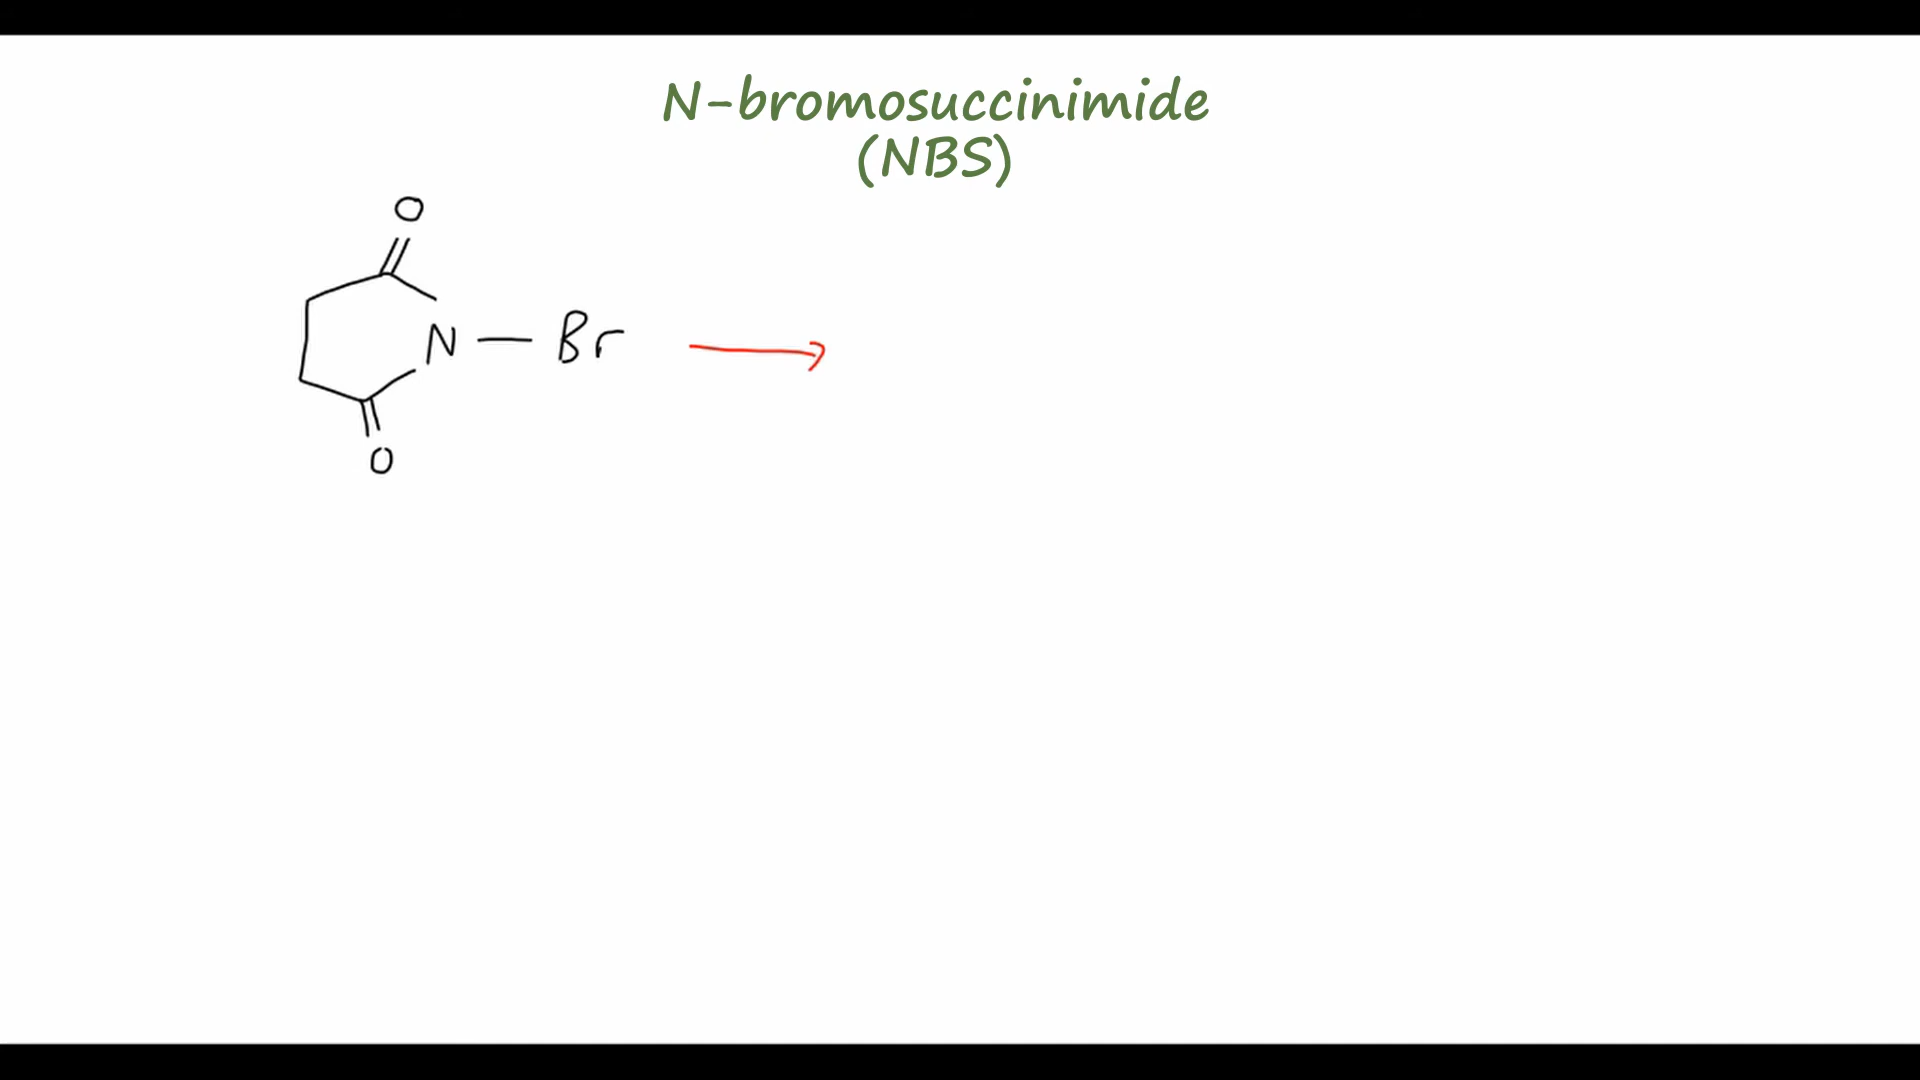 N-bromosuccinimide
(NBS)
O
N — Br
O